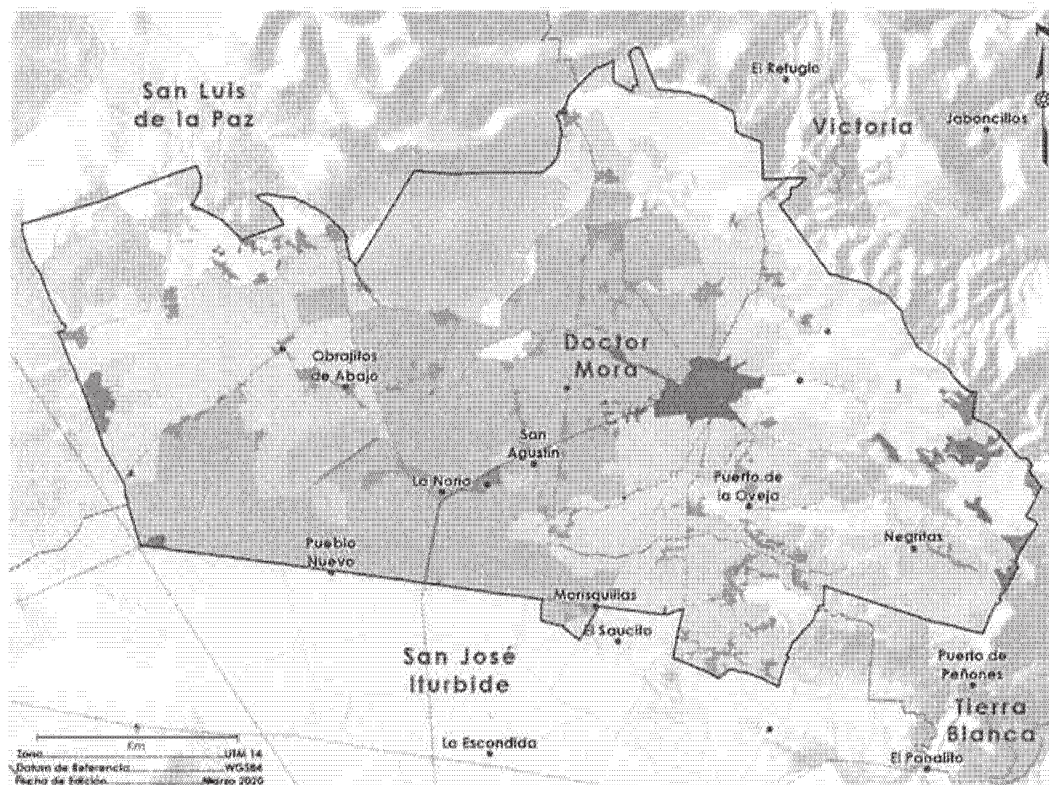 El Refugio
San Luis
de la Paz
Victoria
Jaboncillos
N
Doctor
Mora
Obrajitos
de Abajo
San
Agustín
La Noria
Puerto de
la Oveja
Negritas
Pueblo
Nuevo
Morisquillas
El Saucito
San José
Iturbide
Puerto de
Peñones
Tierra
Blanca
La Escondida
El Pañalito
Km
Zona UTM 14
Datum de Referencia WGS84
Fecha de Edición Marzo 2020